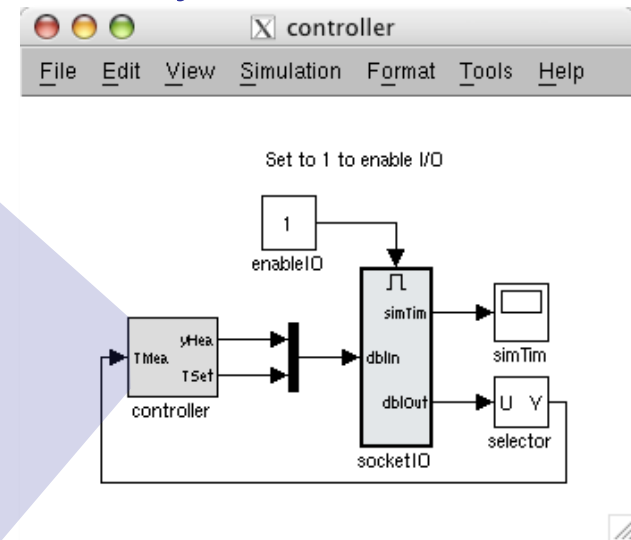 controller
File Edit View Simulation Format Tools Help
Set to 1 to enable I/O
1
enableIO
simTim
simTim
yHea
TMea
TSet
controller
dblIn
dblOut
socketIO
U Y
selector